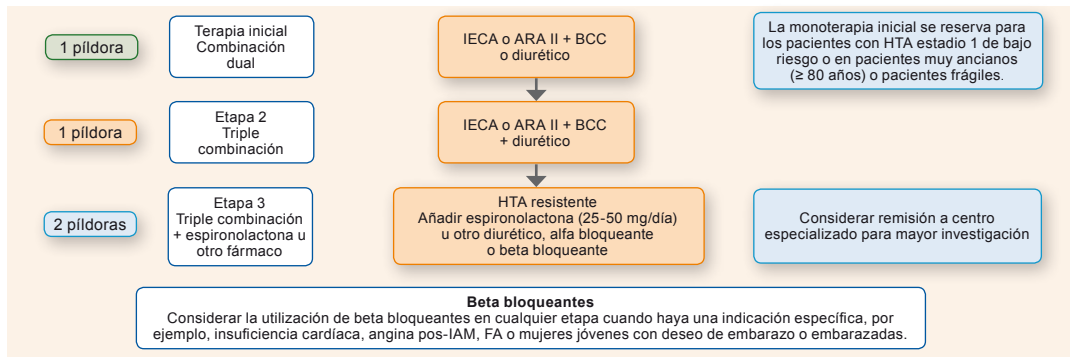 1 píldora
Terapia inicial
Combinación
dual
IECA o ARA II + BCC
o diurético
La monoterapia inicial se reserva para
los pacientes con HTA estadio 1 de bajo
riesgo o en pacientes muy ancianos
(≥ 80 años) o pacientes frágiles.
1 píldora
Etapa 2
Triple
combinación
IECA o ARA II + BCC
+ diurético
2 píldoras
Etapa 3
Triple combinación
+ espironolactona u
otro fármaco
HTA resistente
Añadir espironolactona (25-50 mg/día)
u otro diurético, alfa bloqueante
o beta bloqueante
Considerar remisión a centro
especializado para mayor investigación
Beta bloqueantes
Considerar la utilización de beta bloqueantes en cualquier etapa cuando haya una indicación específica, por
ejemplo, insuficiencia cardíaca, angina pos-IAM, FA o mujeres jóvenes con deseo de embarazo o embarazadas.